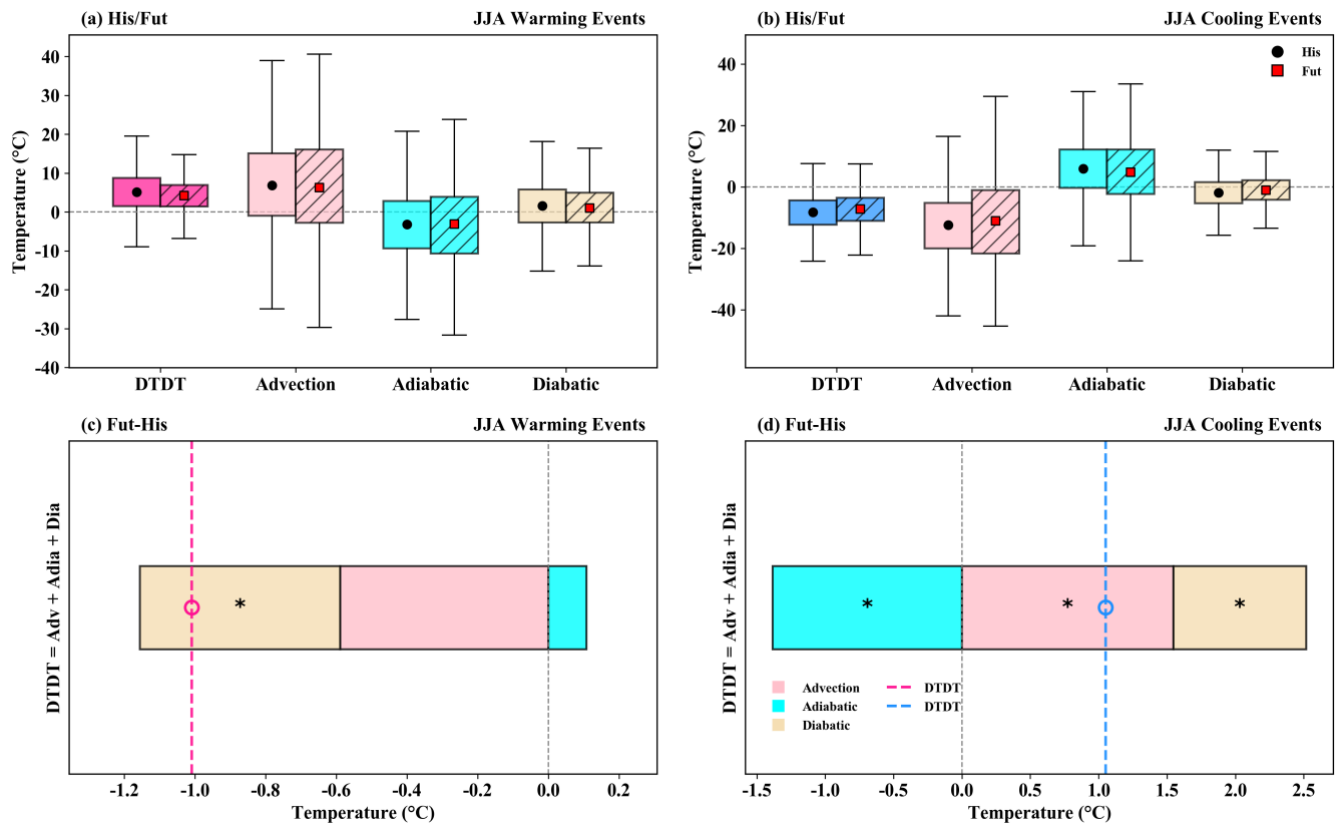 (a) His/Fut
JJA Warming Events
40
30
20
10
0
-10
-20
-30
-40
Temperature (°C)
DTDT
Advection
Adiabatic
Diabatic
(b) His/Fut
JJA Cooling Events
His
Fut
40
20
0
-20
-40
Temperature (°C)
DTDT
Advection
Adiabatic
Diabatic
(c) Fut-His
JJA Warming Events
DTDT = Adv + Adia + Dia
*
-1.2
-1.0
-0.8
-0.6
-0.4
-0.2
0.0
0.2
Temperature (°C)
(d) Fut-His
JJA Cooling Events
DTDT = Adv + Adia + Dia
*
*
*
Advection
Adiabatic
Diabatic
DTDT
DTDT
-1.5
-1.0
-0.5
0.0
0.5
1.0
1.5
2.0
2.5
Temperature (°C)